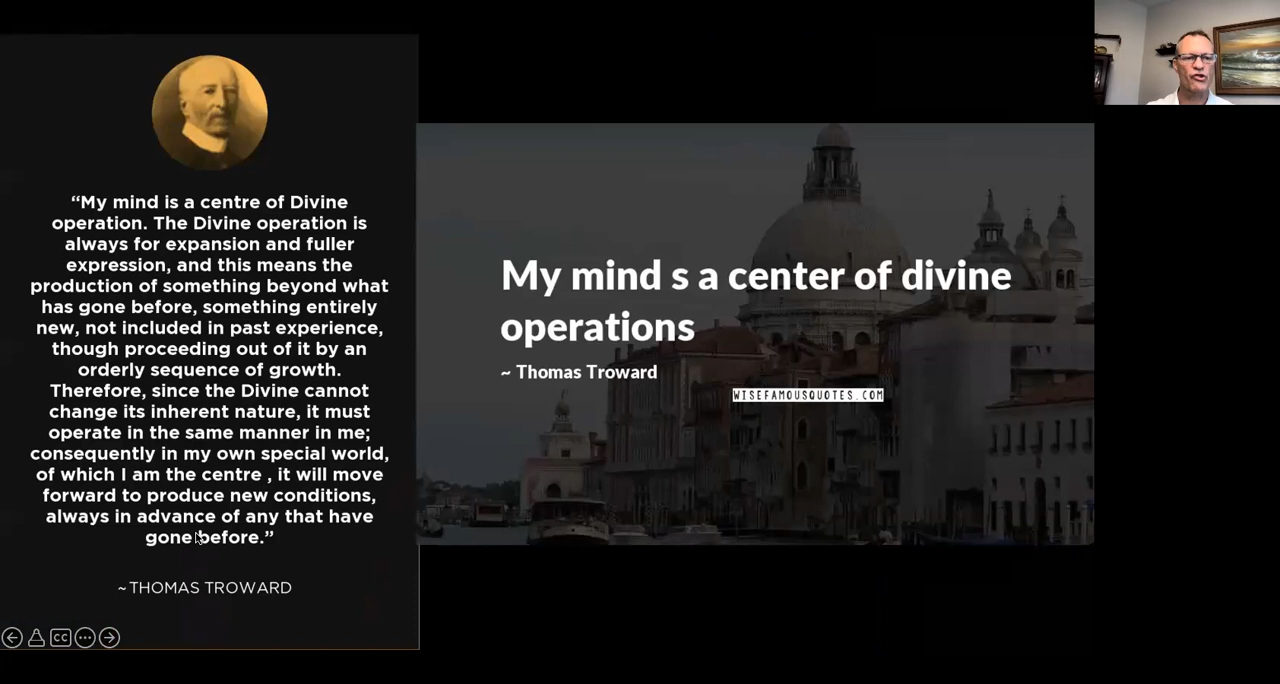 “My mind is a centre of Divine
operation. The Divine operation is
always for expansion and fuller
expression, and this means the
production of something beyond what
has gone before, something entirely
new, not included in past experience,
though proceeding out of it by an
orderly sequence of growth.
Therefore, since the Divine cannot
change its inherent nature, it must
operate in the same manner in me;
consequently in my own special world,
of which I am the centre , it will move
forward to produce new conditions,
always in advance of any that have
gone before.”
~THOMAS TROWARD
CC
My mind s a center of divine
operations
~ Thomas Troward
WISEFAMOUSQUOTES.COM